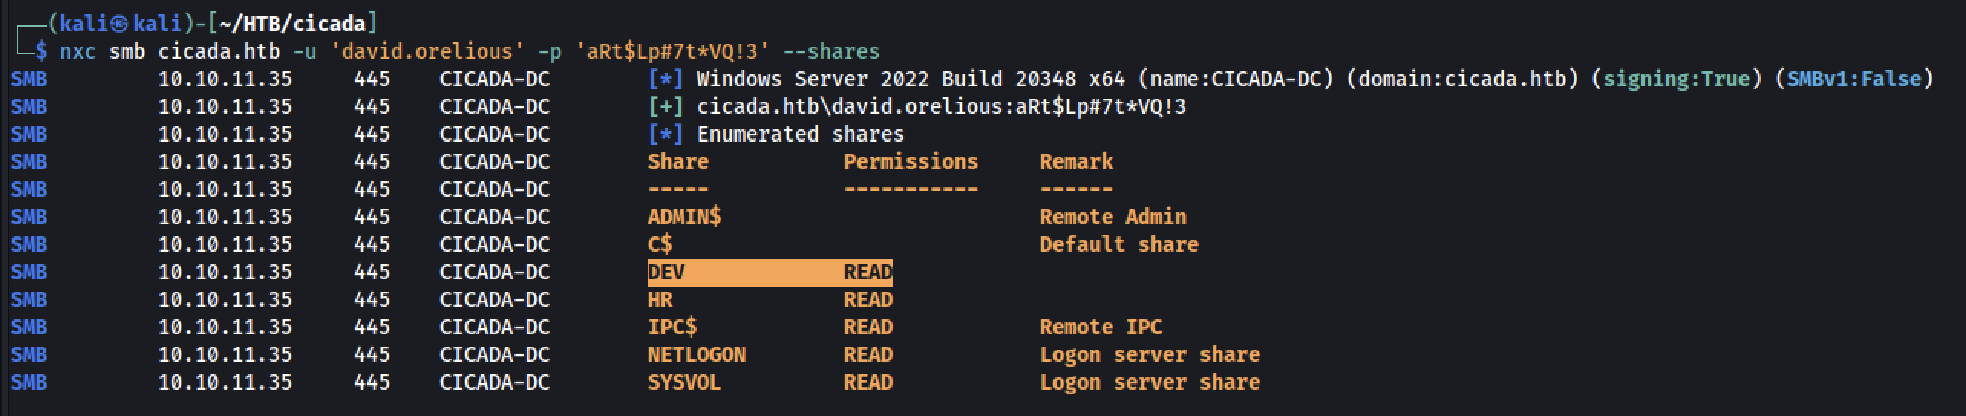 (kali㉿kali)-[~/HTB/cicada]
$ nxc smb cicada.htb -u 'david.orelious' -p 'aRt$Lp#7t*VQ!3' --shares
SMB 10.10.11.35 445 CICADA-DC [*] Windows Server 2022 Build 20348 x64 (name:CICADA-DC) (domain:cicada.htb) (signing:True) (SMBv1:False)
SMB 10.10.11.35 445 CICADA-DC [+] cicada.htb\david.orelious:aRt$Lp#7t*VQ!3
SMB 10.10.11.35 445 CICADA-DC [*] Enumerated shares
SMB 10.10.11.35 445 CICADA-DC Share Permissions Remark
SMB 10.10.11.35 445 CICADA-DC ----- ----------- ------
SMB 10.10.11.35 445 CICADA-DC ADMIN$ Remote Admin
SMB 10.10.11.35 445 CICADA-DC C$ Default share
SMB 10.10.11.35 445 CICADA-DC DEV READ
SMB 10.10.11.35 445 CICADA-DC HR READ
SMB 10.10.11.35 445 CICADA-DC IPC$ READ Remote IPC
SMB 10.10.11.35 445 CICADA-DC NETLOGON READ Logon server share
SMB 10.10.11.35 445 CICADA-DC SYSVOL READ Logon server share